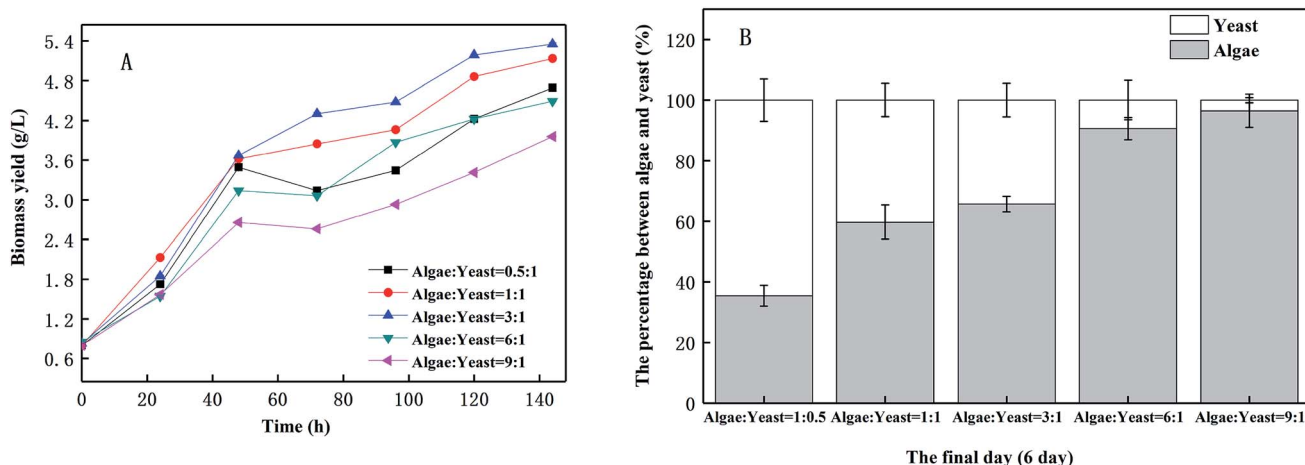 A
Biomass yield (g/L)
5.4
4.8
4.2
3.6
3.0
2.4
1.8
1.2
0.6
0
20
40
60
80
100
120
140
Time (h)
Algae:Yeast=0.5:1
Algae:Yeast=1:1
Algae:Yeast=3:1
Algae:Yeast=6:1
Algae:Yeast=9:1
B
Yeast
Algae
The percentage between algae and yeast (%)
120
100
80
60
40
20
0
Algae:Yeast=1:0.5
Algae:Yeast=1:1
Algae:Yeast=3:1
Algae:Yeast=6:1
Algae:Yeast=9:1
The final day (6 day)